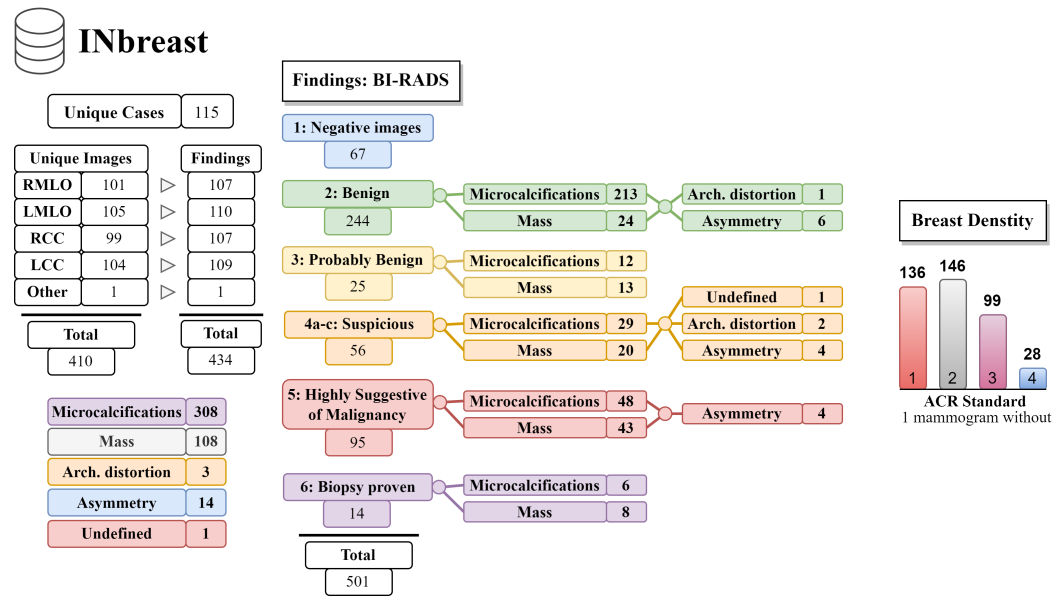 INbreast
Unique Cases 115
Unique Images Findings
RMLO 101 107
LMLO 105 110
RCC 99 107
LCC 104 109
Other 1 1
Total Total
410 434
Microcalcifications 308
Mass 108
Arch. distortion 3
Asymmetry 14
Undefined 1
Findings: BI-RADS
1: Negative images
67
2: Benign
244
Microcalcifications 213
Mass 24
Arch. distortion 1
Asymmetry 6
3: Probably Benign
25
Microcalcifications 12
Mass 13
4a-c: Suspicious
56
Microcalcifications 29
Mass 20
Undefined 1
Arch. distortion 2
Asymmetry 4
5: Highly Suggestive
of Malignancy
95
Microcalcifications 48
Mass 43
Asymmetry 4
6: Biopsy proven
14
Microcalcifications 6
Mass 8
Total
501
Breast Denstity
136 146 99 28
1 2 3 4
ACR Standard
1 mammogram without